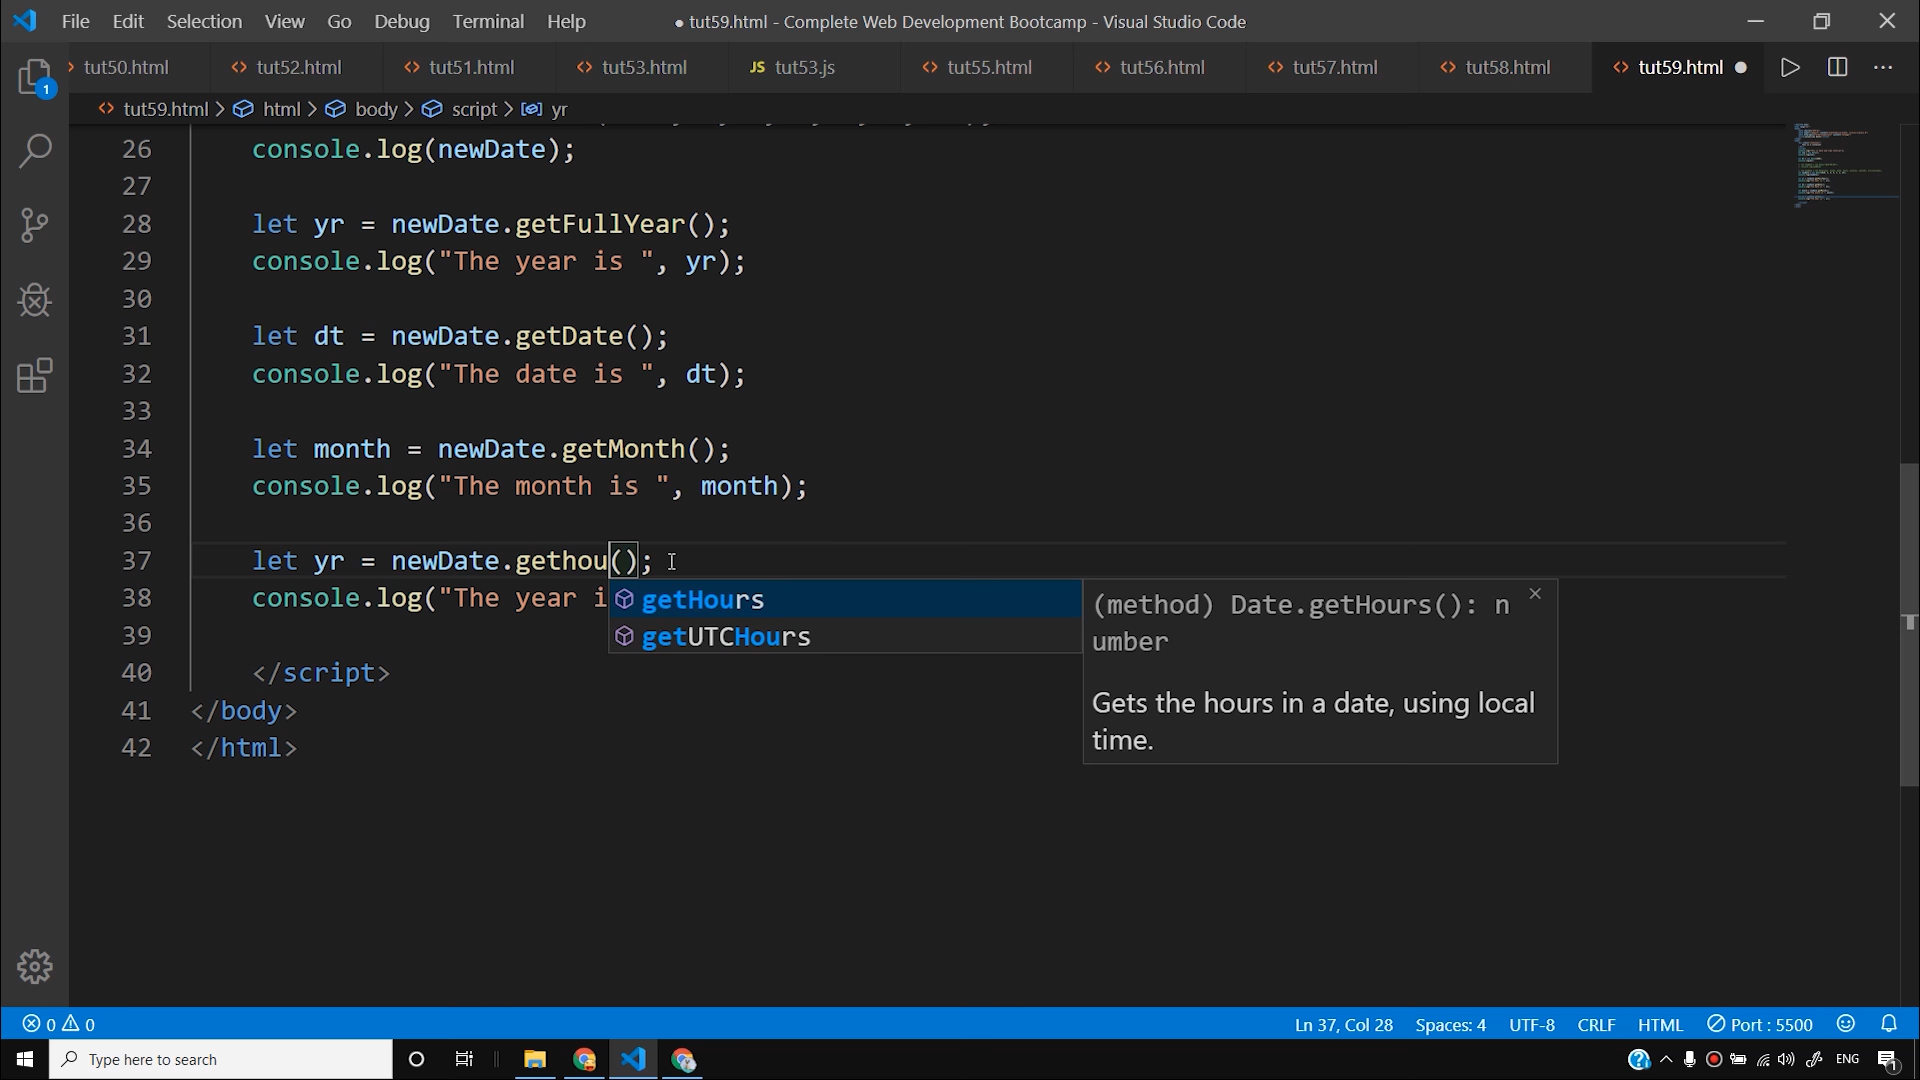 File Edit Selection View Go Debug Terminal Help
● tut59.html - Complete Web Development Bootcamp - Visual Studio Code
tut50.html tut52.html tut51.html tut53.html JS tut53.js tut55.html tut56.html tut57.html tut58.html tut59.html
1
tut59.html > html > body > script > yr
26 console.log(newDate);
27
28 let yr = newDate.getFullYear();
29 console.log("The year is ", yr);
30
31 let dt = newDate.getDate();
32 console.log("The date is ", dt);
33
34 let month = newDate.getMonth();
35 console.log("The month is ", month);
36
37 let yr = newDate.gethou();
38 console.log("The year i
getHours
getUTCHours
(method) Date.getHours(): n
umber
Gets the hours in a date, using local
time.
39
40 </script>
41 </body>
42 </html>
0 0
Ln 37, Col 28 Spaces: 4 UTF-8 CRLF HTML Port : 5500
Type here to search
ENG
1